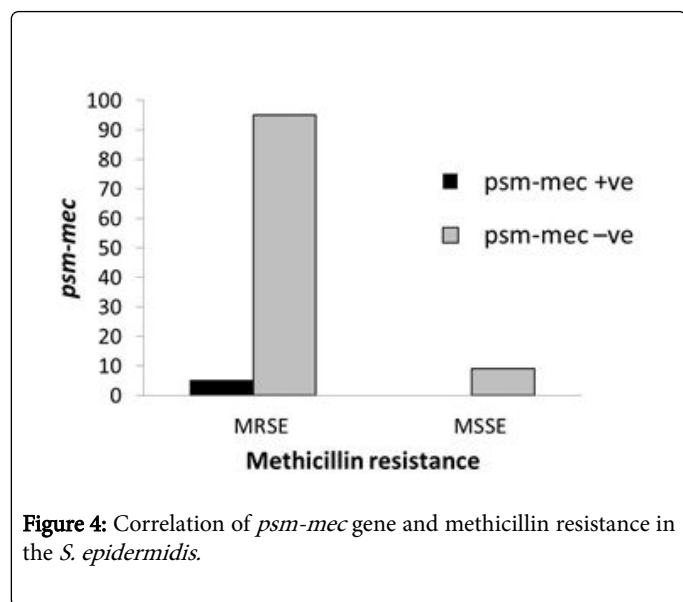 100
90
80
70
60
50
40
30
20
10
0
psm-mec
psm-mec +ve
psm-mec –ve
MRSE MSSE
Methicillin resistance
Figure 4: Correlation of psm-mec gene and methicillin resistance in
the S. epidermidis.